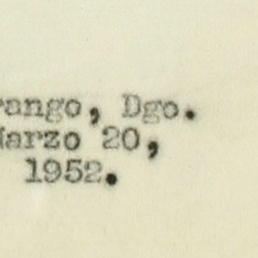 rango, Dgo.
Marzo 20,
1952.